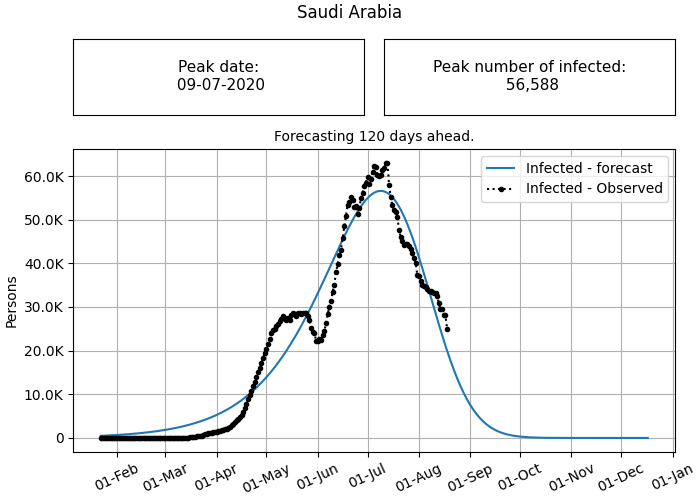 Saudi Arabia
Peak date:
09-07-2020
Peak number of infected:
56,588
Forecasting 120 days ahead.
Infected - forecast
Infected - Observed
Persons
60.0K
50.0K
40.0K
30.0K
20.0K
10.0K
0
01-Feb
01-Mar
01-Apr
01-May
01-Jun
01-Jul
01-Aug
01-Sep
01-Oct
01-Nov
01-Dec
01-Jan